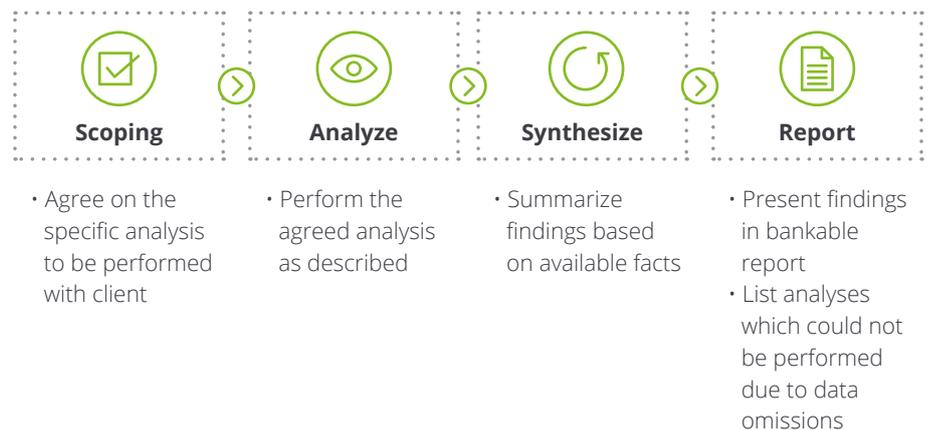 Scoping
• Agree on the
specific analysis
to be performed
with client
Analyze
• Perform the
agreed analysis
as described
Synthesize
• Summarize
findings based
on available facts
Report
• Present findings
in bankable
report
• List analyses
which could not
be performed
due to data
omissions